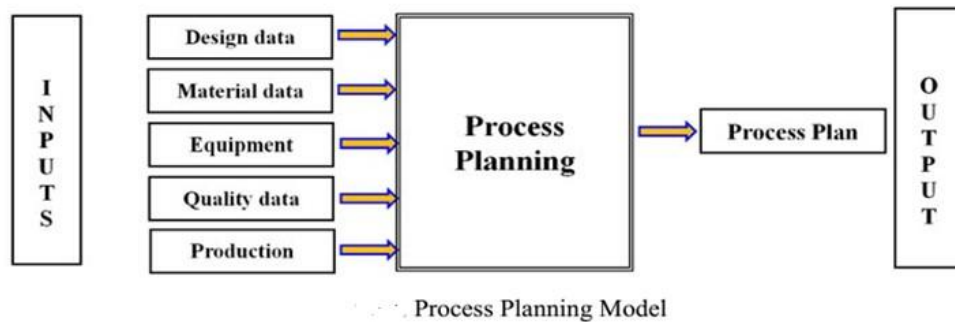 INPUTS
Design data
Material data
Equipment
Quality data
Production
Process
Planning
Process Plan
OUTPUT
Process Planning Model